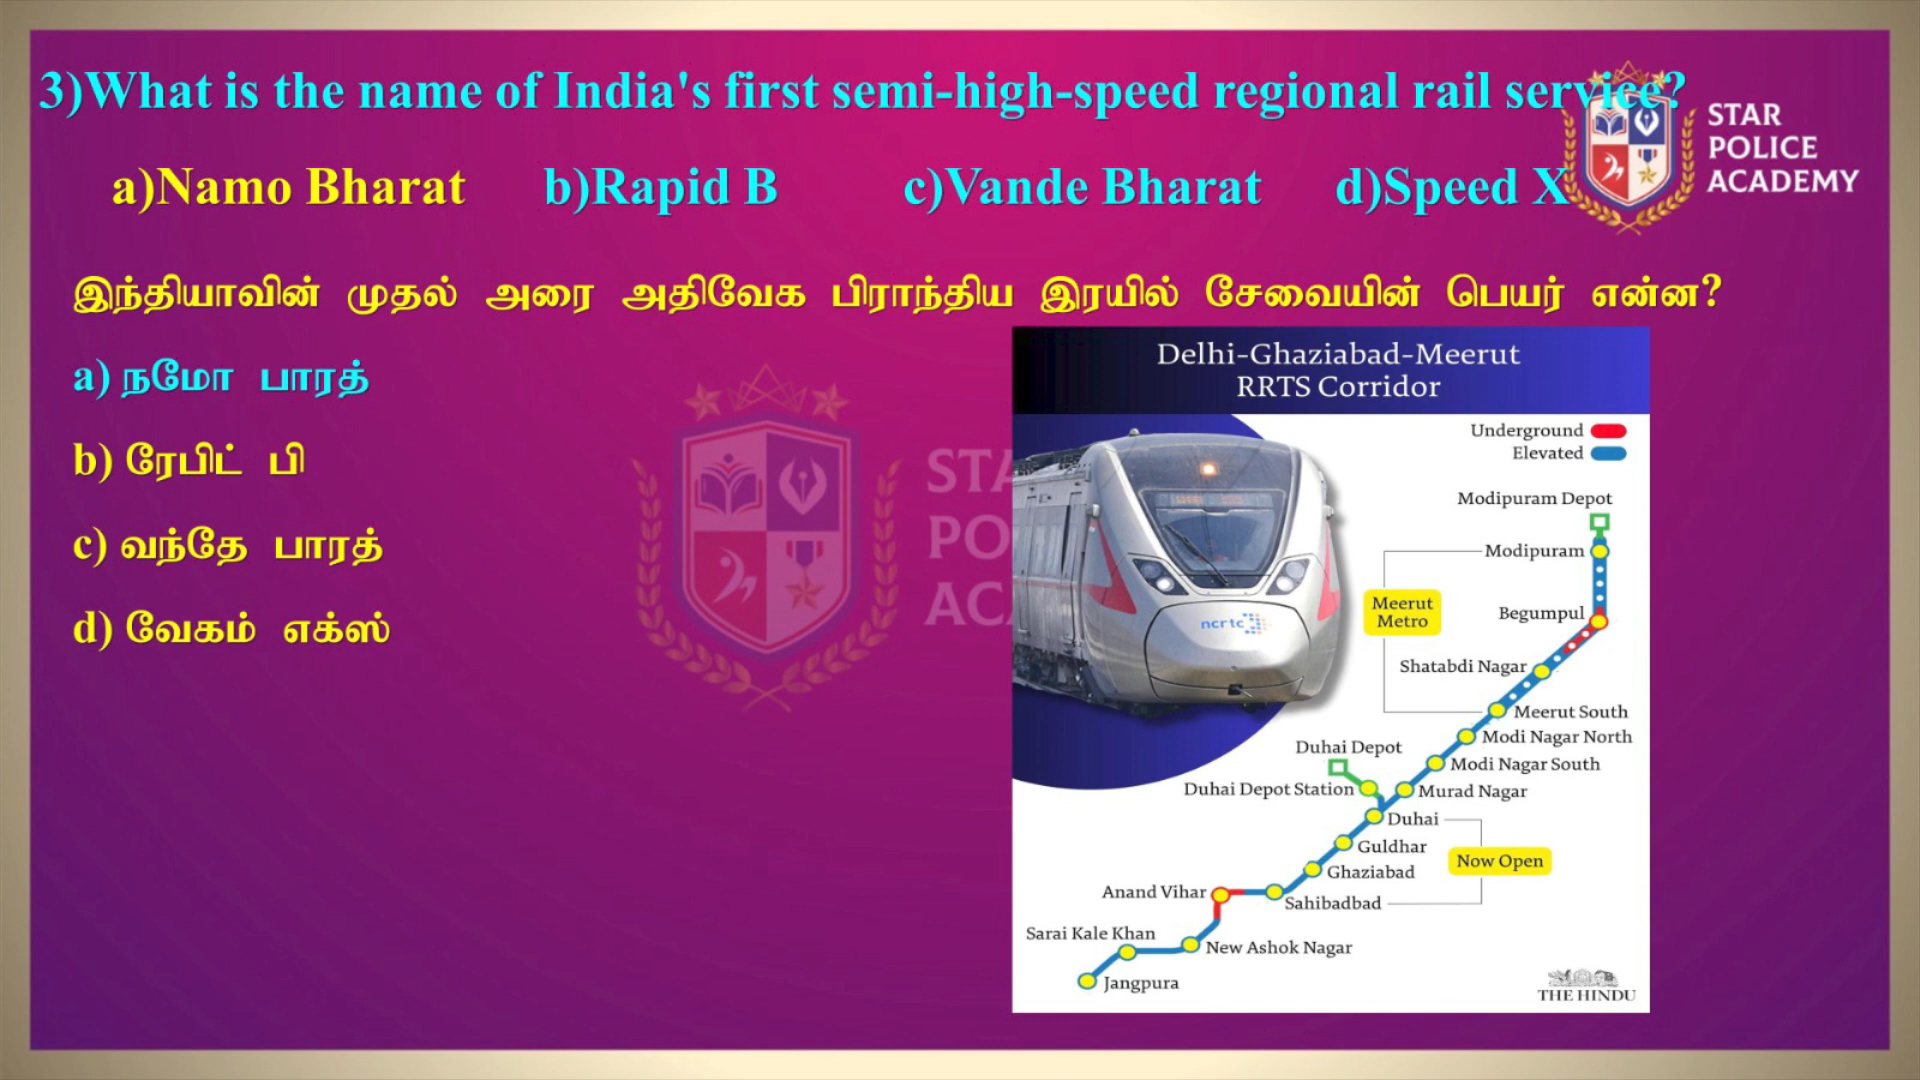 3)What is the name of India's first semi-high-speed regional rail service?
a)Namo Bharat b)Rapid B c)Vande Bharat d)Speed X
STAR
POLICE
ACADEMY
இந்தியாவின் முதல் அரை அதிவேக பிராந்திய இரயில் சேவையின் பெயர் என்ன?
a) நமோ பாரத்
b) ரேபிட் பி
c) வந்தே பாரத்
d) வேகம் எக்ஸ்
STA
PO
AC
Delhi-Ghaziabad-Meerut
RRTS Corridor
Underground
Elevated
Modipuram Depot
Modipuram
Meerut
Metro
Begumpul
ncrtc
Shatabdi Nagar
Meerut South
Modi Nagar North
Duhai Depot
Modi Nagar South
Duhai Depot Station
Murad Nagar
Duhai
Guldhar
Now Open
Ghaziabad
Anand Vihar
Sahibadbad
Sarai Kale Khan
New Ashok Nagar
Jangpura
THE HINDU